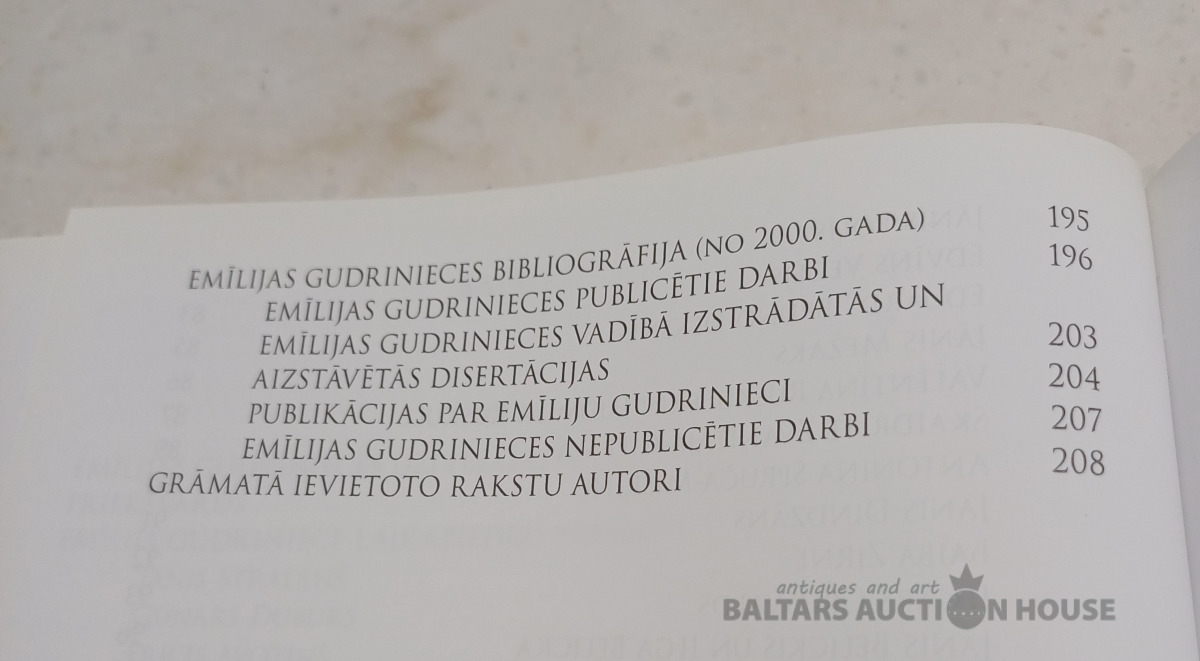 EMĪLIJAS GUDRINIECES BIBLIOGRĀFIJA (NO 2000. GADA) 195
EMĪLIJAS GUDRINIECES PUBLICĒTIE DARBI 196
EMĪLIJAS GUDRINIECES VADĪBĀ IZSTRĀDĀTĀS UN
AIZSTĀVĒTĀS DISERTĀCIJAS 203
PUBLIKĀCIJAS PAR EMĪLIJU GUDRINIECI 204
EMĪLIJAS GUDRINIECES NEPUBLICĒTIE DARBI 207
GRĀMATĀ IEVIETOTO RAKSTU AUTORI 208
antiques and art
BALTARS AUCTION HOUSE